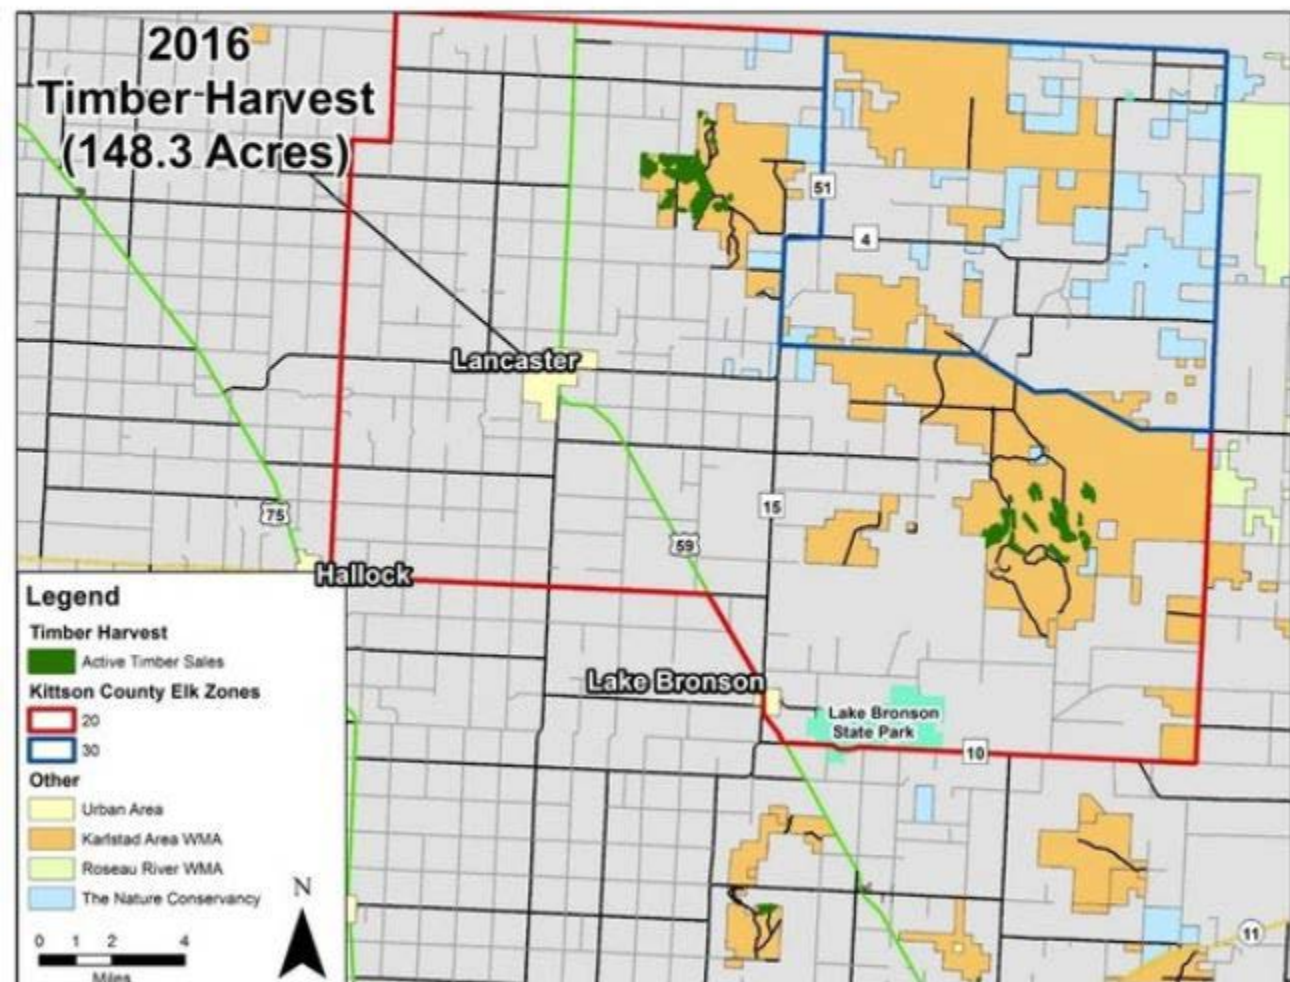 2016
Timber Harvest
(148.3 Acres)
51
4
Lancaster
15
75
59
Hallock
Lake Bronson
Lake Bronson
State Park
10
11
Legend
Timber Harvest
Active Timber Sales
Kittson County Elk Zones
20
30
Other
Urban Area
Karlstad Area WMA
Roseau River WMA
The Nature Conservancy
N
0 1 2 4
Miles